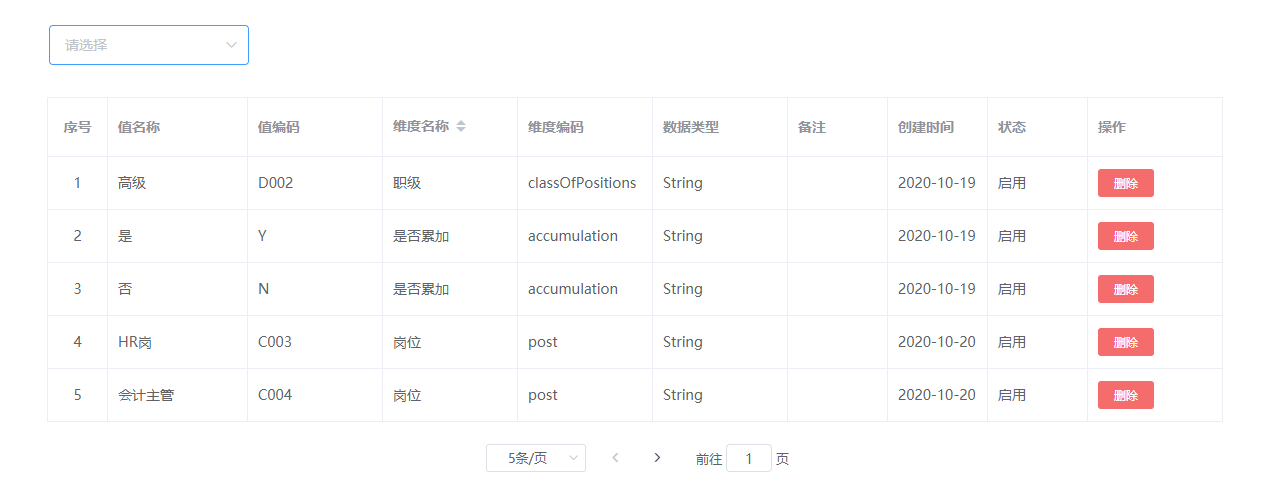 请选择
序号 值名称 值编码 维度名称 维度编码 数据类型 备注 创建时间 状态 操作
1 高级 D002 职级 classOfPositions String 2020-10-19 启用 删除
2 是 Y 是否累加 accumulation String 2020-10-19 启用 删除
3 否 N 是否累加 accumulation String 2020-10-19 启用 删除
4 HR岗 C003 岗位 post String 2020-10-20 启用 删除
5 会计主管 C004 岗位 post String 2020-10-20 启用 删除
5条/页 前往 1 页